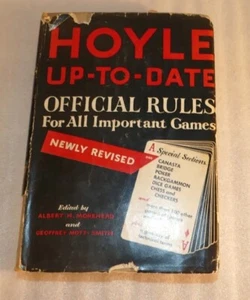 HOYLE
UP-TO-DATE
OFFICIAL RULES
For All Important Games
NEWLY REVISED
A
Special Sections
on
CANASTA
BRIDGE
POKER
BACKGAMMON
DICE GAMES
CHESS and
CHECKERS
Edited by
ALBERT H. MOREHEAD
and
GEOFFREY MOTT-SMITH